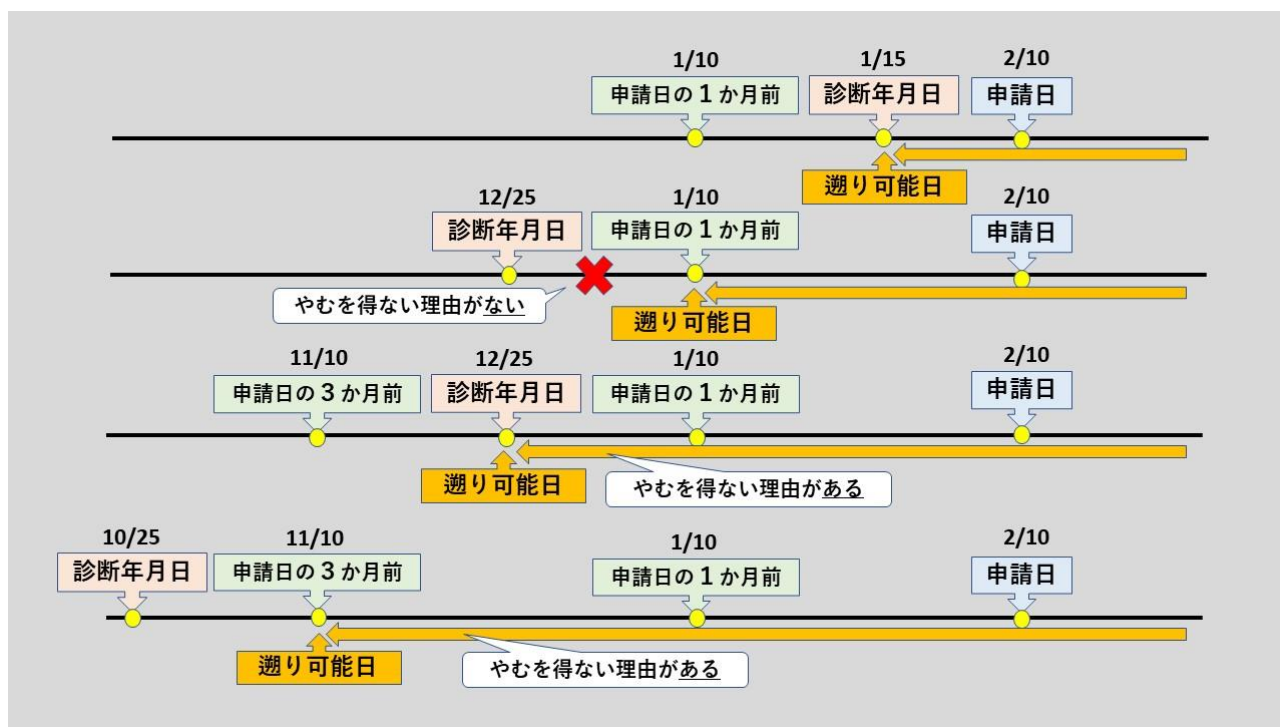 1/10
1/15
2/10
申請日の1か月前
診断年月日
申請日
遡り可能日
12/25
1/10
2/10
診断年月日
申請日の1か月前
申請日
やむを得ない理由がない
遡り可能日
11/10
12/25
1/10
2/10
申請日の3か月前
診断年月日
申請日の1か月前
申請日
遡り可能日
やむを得ない理由がある
10/25
11/10
1/10
2/10
診断年月日
申請日の3か月前
申請日の1か月前
申請日
遡り可能日
やむを得ない理由がある